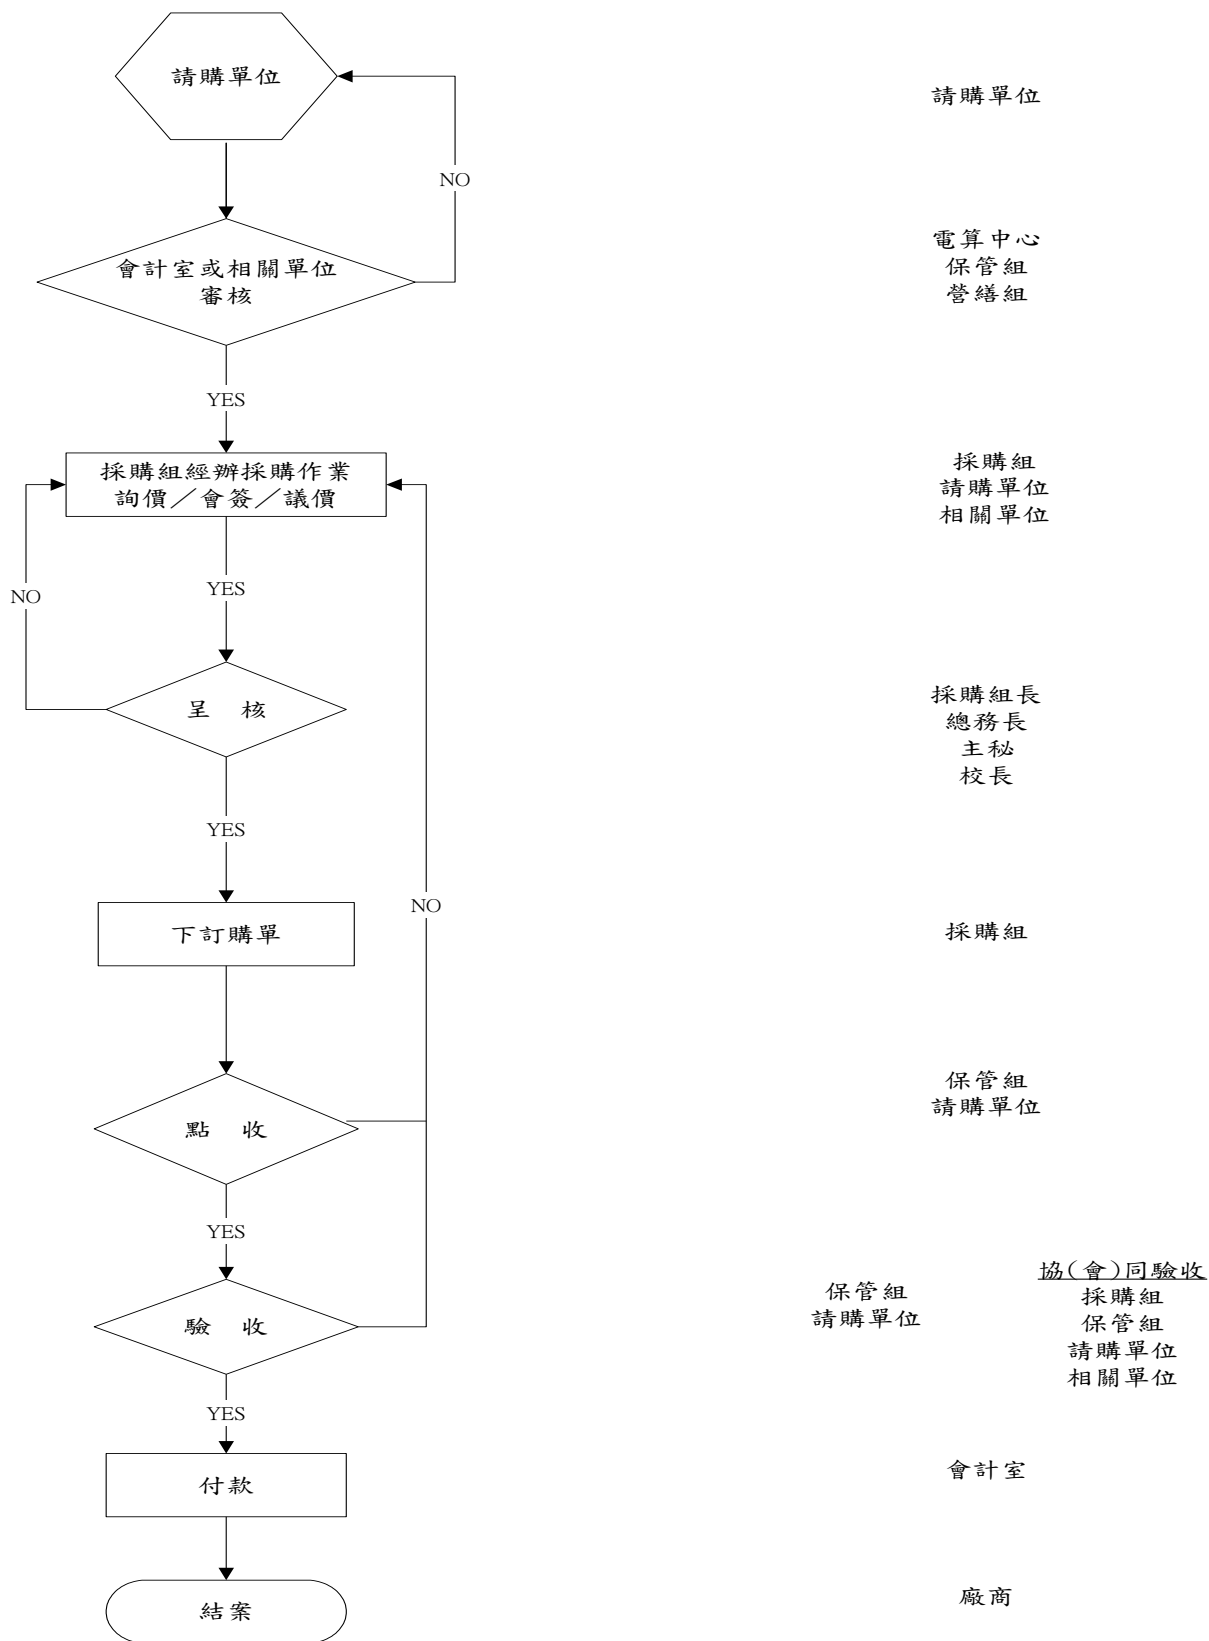 請購單位
請購單位
NO
會計室或相關單位
審核
電算中心
保管組
營繕組
YES
採購組經辦採購作業
詢價／會簽／議價
採購組
請購單位
相關單位
YES
NO
呈 核
採購組長
總務長
主秘
校長
YES
NO
下訂購單
採購組
點 收
保管組
請購單位
YES
驗 收
保管組
請購單位
協(會)同驗收
採購組
保管組
請購單位
相關單位
YES
付款
會計室
結案
廠商